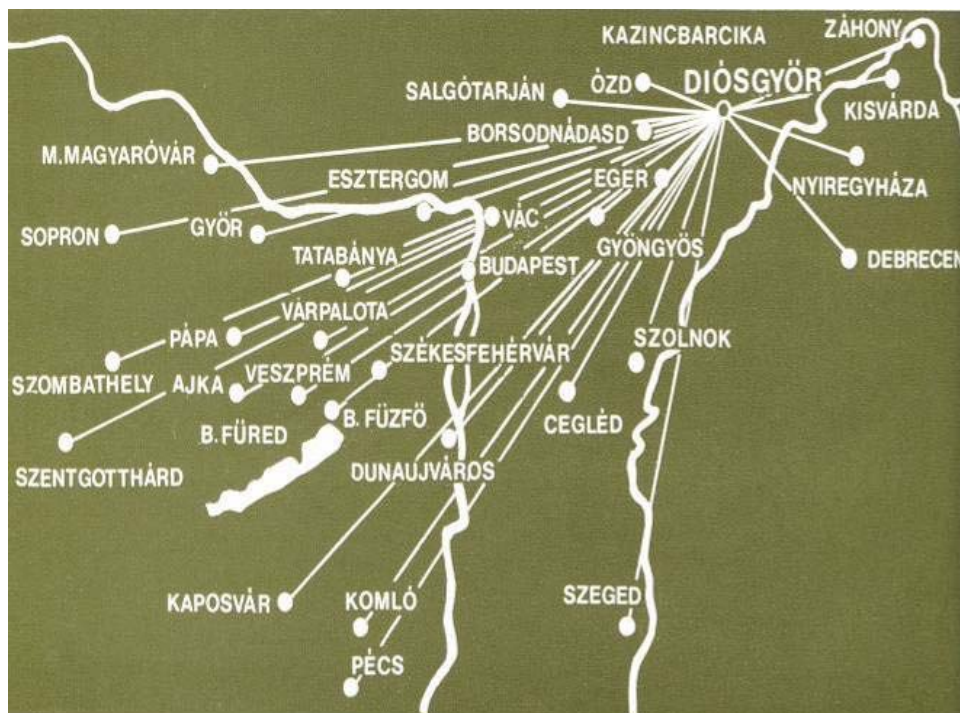 ZÁHONY
KAZINCBARCIKA
DIÓSGYŐR
ÓZD
SALGÓTARJÁN
KISVÁRDA
BORSODNÁDASD
M.MAGYARÓVÁR
ESZTERGOM
EGER
NYIREGYHÁZA
SOPRON
GYŐR
VÁC
GYÖNGYÖS
TATABÁNYA
BUDAPEST
DEBRECEN
VÁRPALOTA
PÁPA
SZOLNOK
SZÉKESFEHÉRVÁR
SZOMBATHELY
AJKA
VESZPRÉM
B. FÜZFŐ
CEGLÉD
B. FÜRED
SZENTGOTTHÁRD
DUNAUJVÁROS
KAPOSVÁR
KOMLÓ
SZEGED
PÉCS